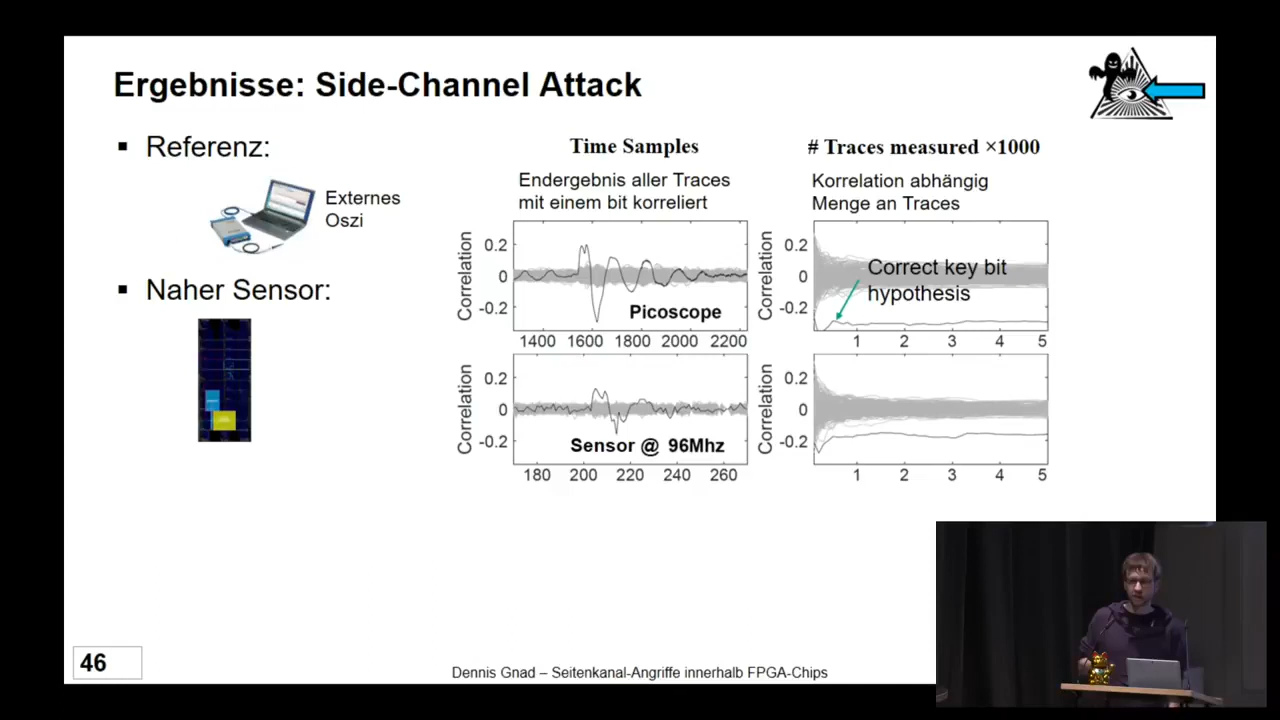 Ergebnisse: Side-Channel Attack
▪ Referenz:
Externes
Oszi
▪ Naher Sensor:
Time Samples
Endergebnis aller Traces
mit einem bit korreliert
Correlation
0.2
0
-0.2
Picoscope
1400 1600 1800 2000 2200
Correlation
0.2
0
-0.2
Sensor @ 96Mhz
180 200 220 240 260
# Traces measured ×1000
Korrelation abhängig
Menge an Traces
Correlation
0.2
0
-0.2
Correct key bit
hypothesis
1 2 3 4 5
Correlation
0.2
0
-0.2
1 2 3 4 5
46
Dennis Gnad – Seitenkanal-Angriffe innerhalb FPGA-Chips